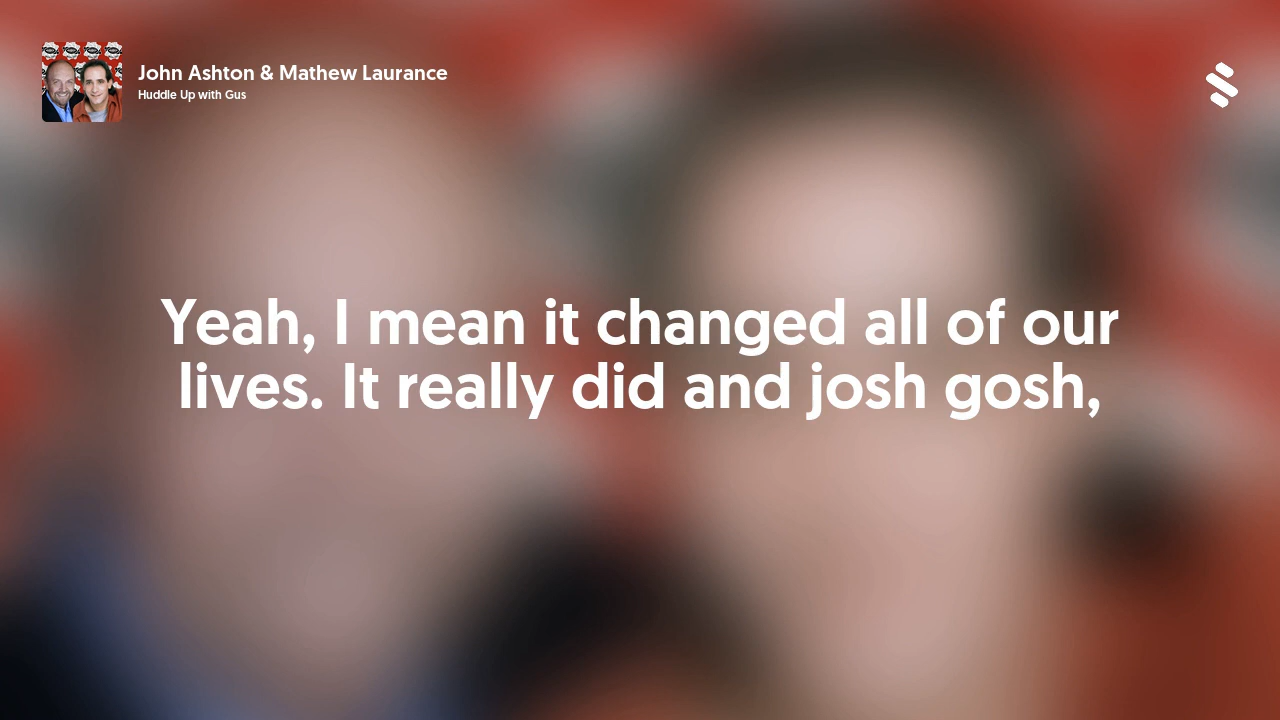 John Ashton & Mathew Laurance
Huddle Up with Gus
Yeah, I mean it changed all of our
lives. It really did and josh gosh,